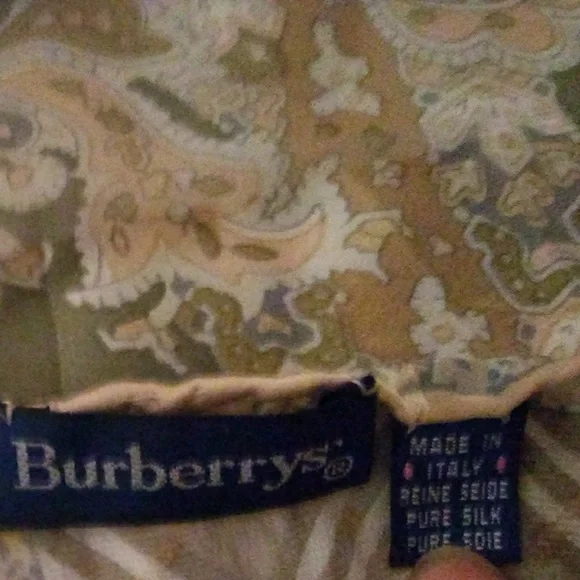 Burberrys®
MADE IN
ITALY
REINE SEIDE
PURE SILK
PURE SOIE